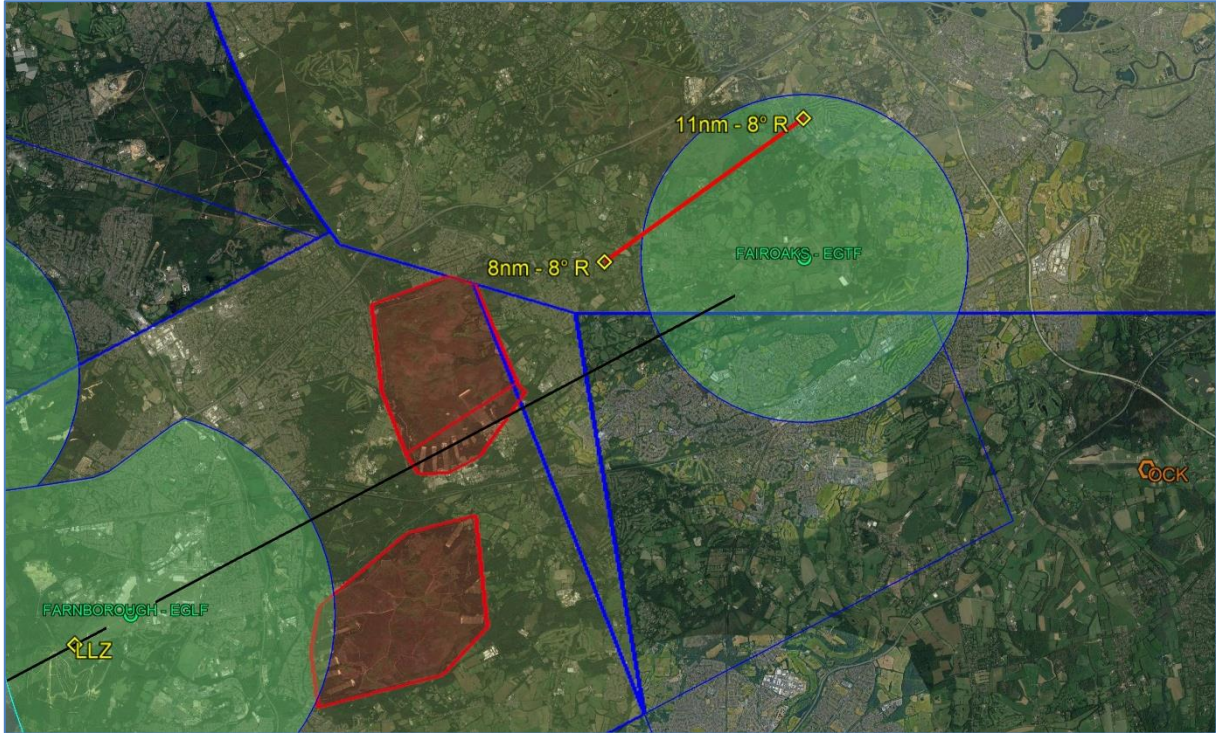 11nm - 8° R
FAIROAKS - EGTF
8nm - 8° R
OCK
FARNBOROUGH - EGLF
LLZ